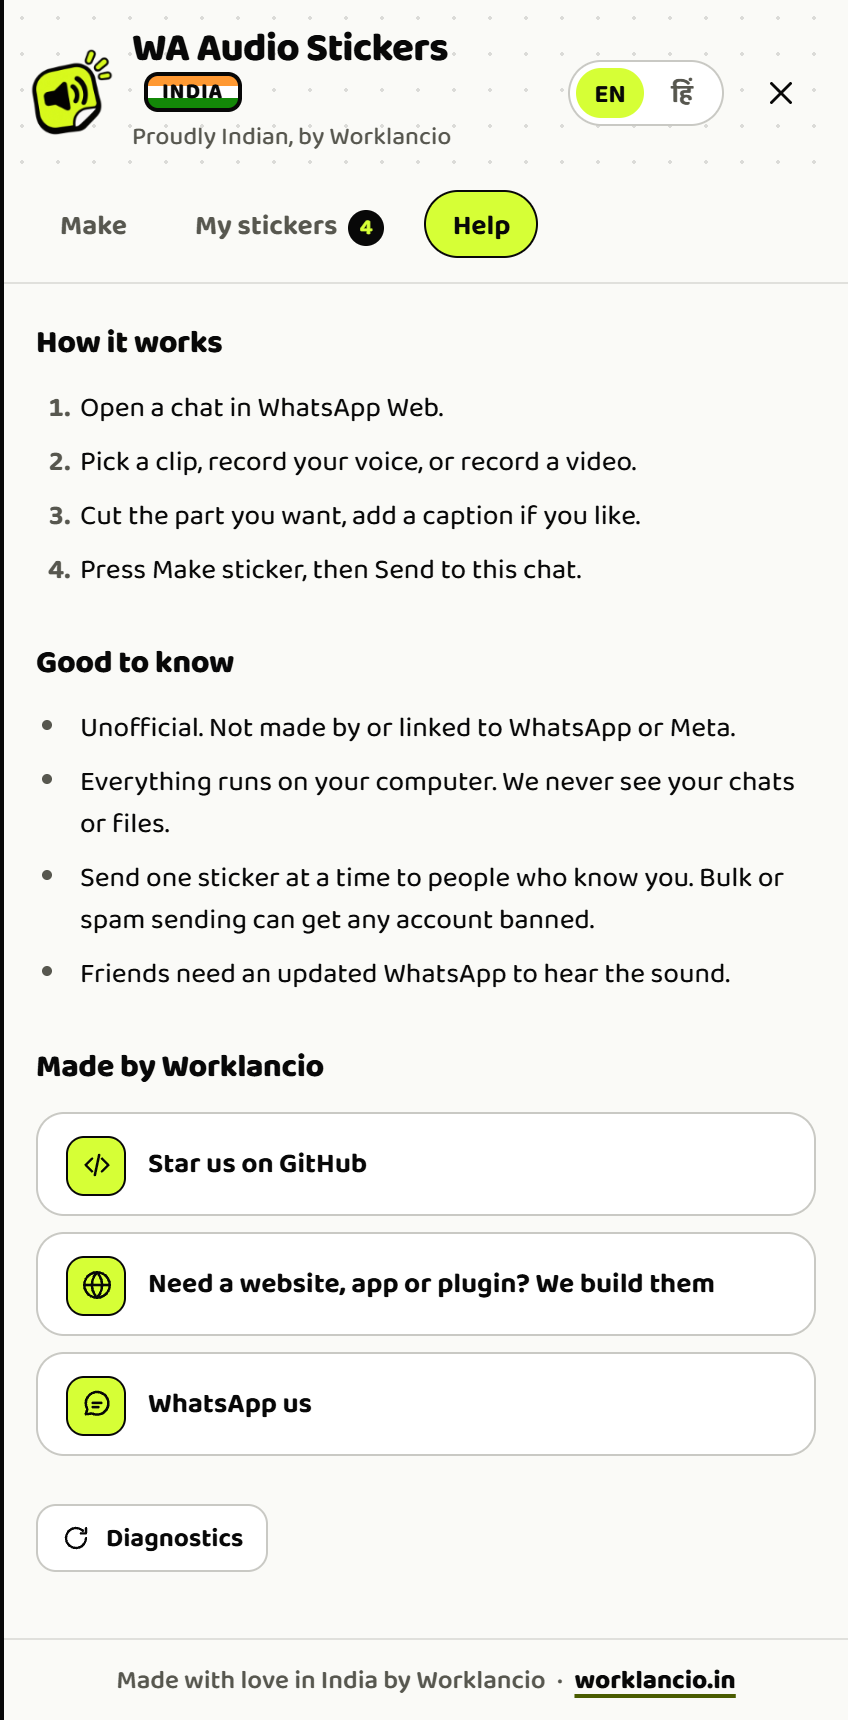 WA Audio Stickers
INDIA
Proudly Indian, by Worklancio
EN
हिं
Make
My stickers 4
Help
How it works
1. Open a chat in WhatsApp Web.
2. Pick a clip, record your voice, or record a video.
3. Cut the part you want, add a caption if you like.
4. Press Make sticker, then Send to this chat.
Good to know
Unofficial. Not made by or linked to WhatsApp or Meta.
Everything runs on your computer. We never see your chats
or files.
Send one sticker at a time to people who know you. Bulk or
spam sending can get any account banned.
Friends need an updated WhatsApp to hear the sound.
Made by Worklancio
Star us on GitHub
Need a website, app or plugin? We build them
WhatsApp us
Diagnostics
Made with love in India by Worklancio · worklancio.in